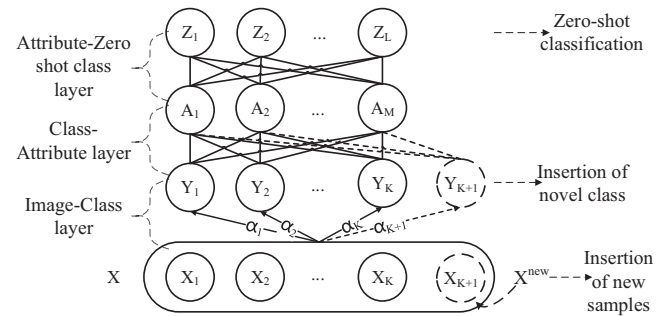 Z1 Z2 ... ZL
Zero-shot
classification
Attribute-Zero
shot class
layer
A1 A2 ... AM
Class-
Attribute layer
Y1 Y2 ... YK YK+1
Insertion of
novel class
Image-Class
layer
α1 α2 αK αK+1
X X1 X2 ... XK XK+1 Xnew
Insertion
of new
samples